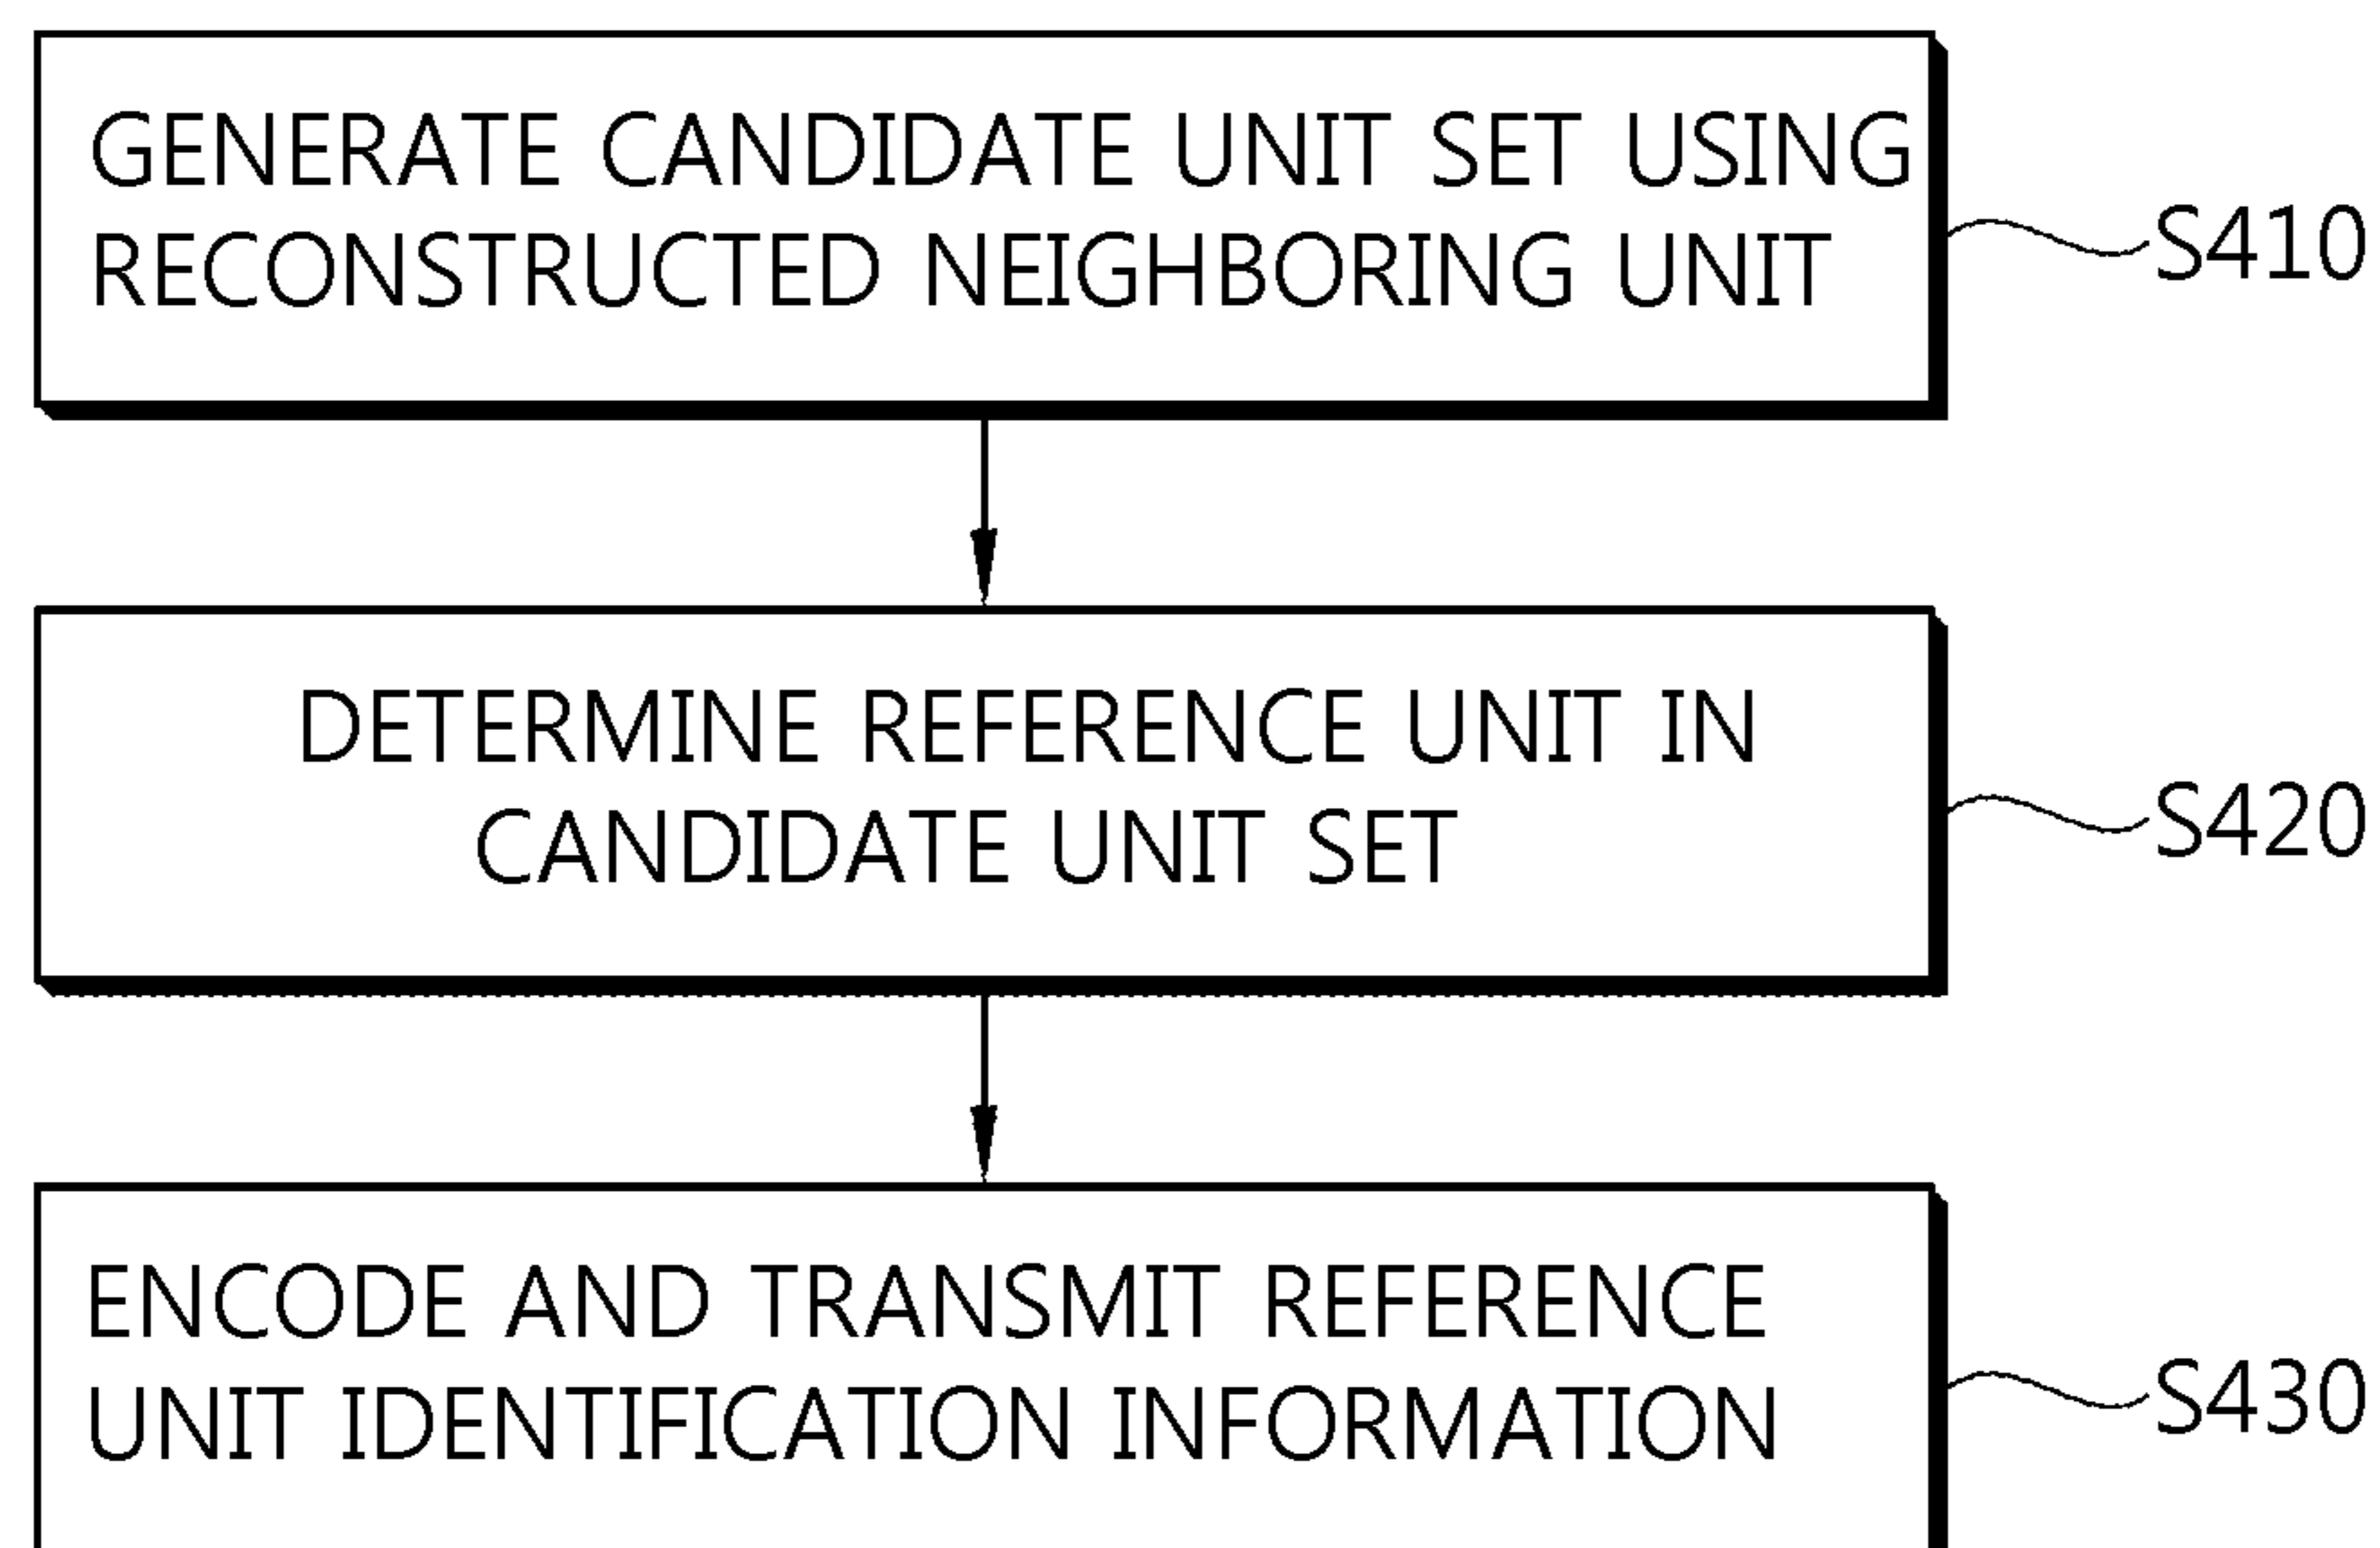 GENERATE CANDIDATE UNIT SET USING
RECONSTRUCTED NEIGHBORING UNIT
S410
DETERMINE REFERENCE UNIT IN
CANDIDATE UNIT SET
S420
ENCODE AND TRANSMIT REFERENCE
UNIT IDENTIFICATION INFORMATION
S430